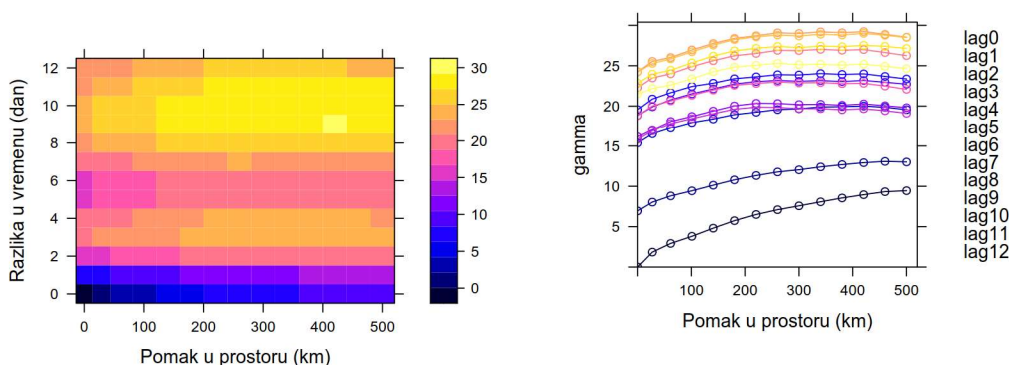 Razlika u vremenu (dan)
12
10
8
6
4
2
0
0
100
200
300
400
500
Pomak u prostoru (km)
30
25
20
15
10
5
0
gamma
25
20
15
10
5
100
200
300
400
500
Pomak u prostoru (km)
lag0
lag1
lag2
lag3
lag4
lag5
lag6
lag7
lag8
lag9
lag10
lag11
lag12